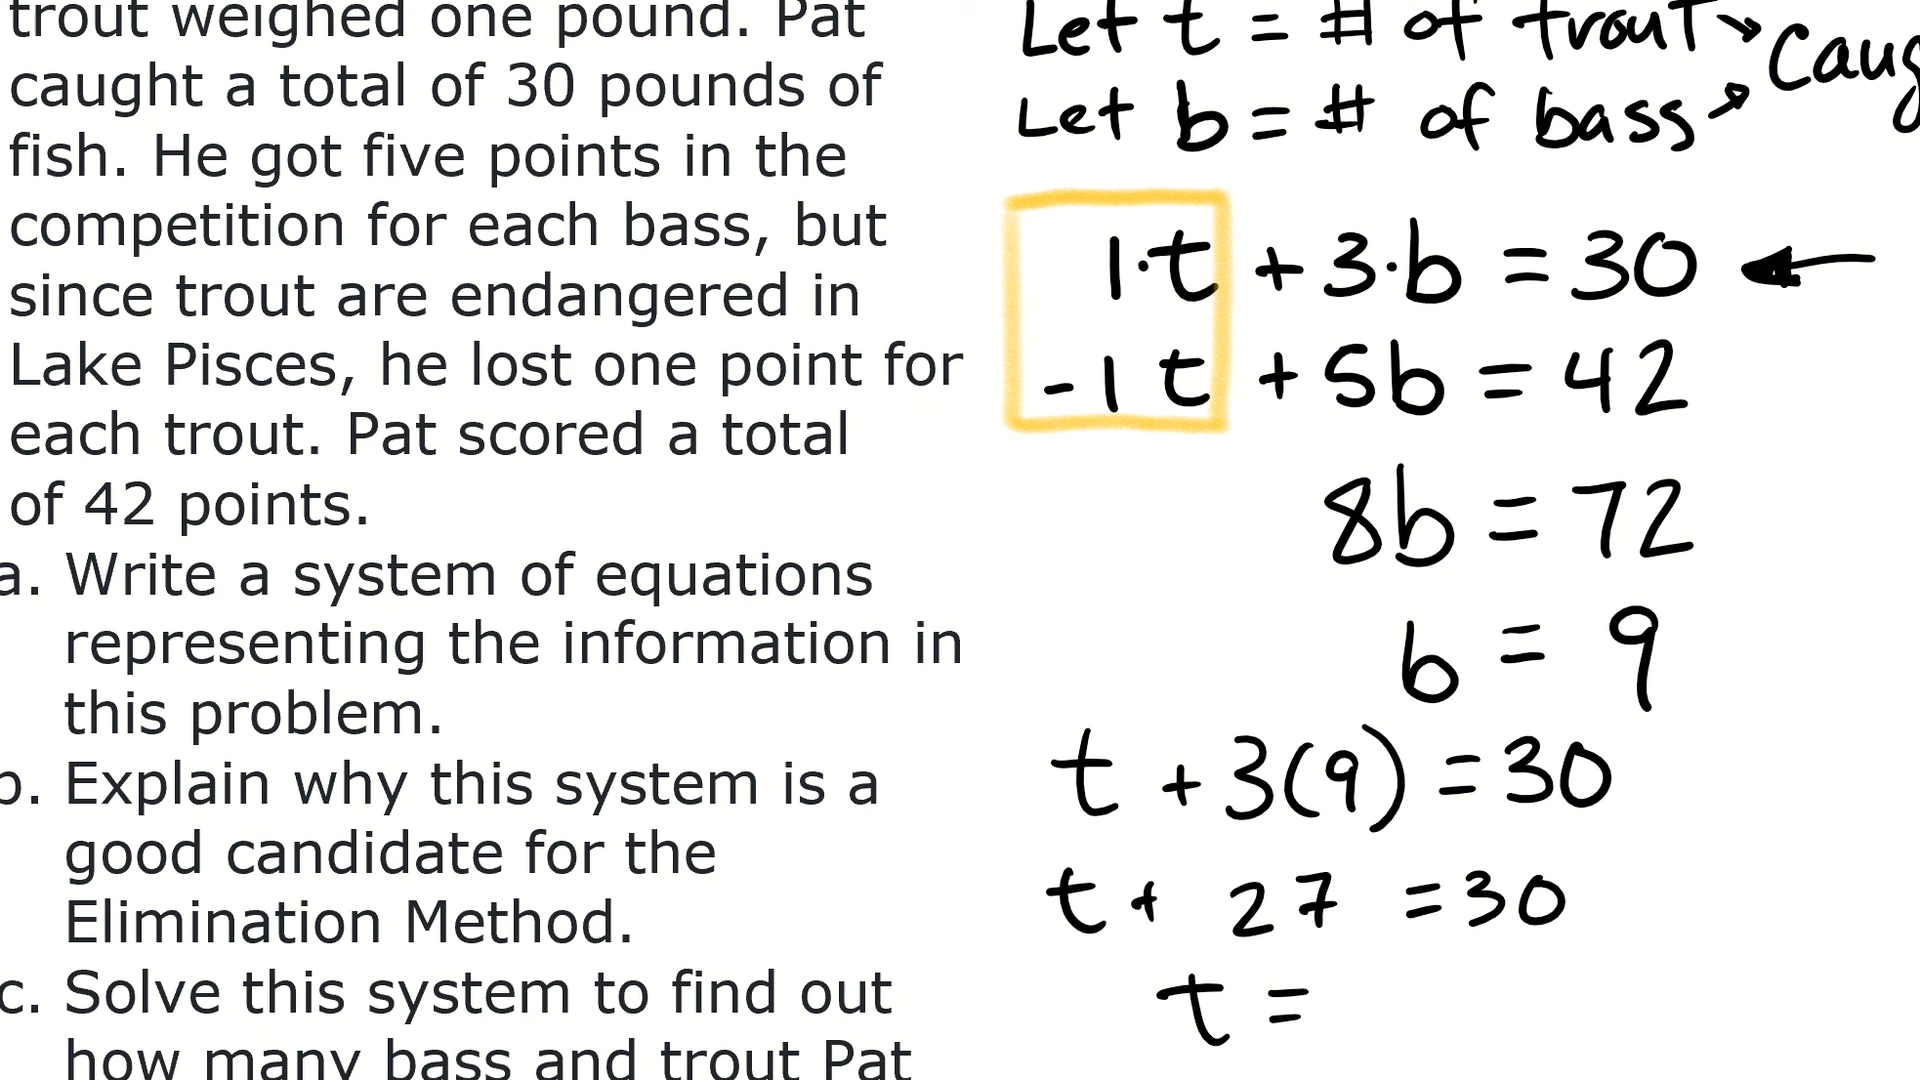 trout weighed one pound. Pat
caught a total of 30 pounds of
fish. He got five points in the
competition for each bass, but
since trout are endangered in
Lake Pisces, he lost one point for
each trout. Pat scored a total
of 42 points.
a. Write a system of equations
representing the information in
this problem.
b. Explain why this system is a
good candidate for the
Elimination Method.
c. Solve this system to find out
how many bass and trout Pat
Let t = # of trout
Let b = # of bass
Caug
1·t + 3·b = 30
-1t + 5b = 42
8b = 72
b = 9
t + 3(9) = 30
t + 27 = 30
t =